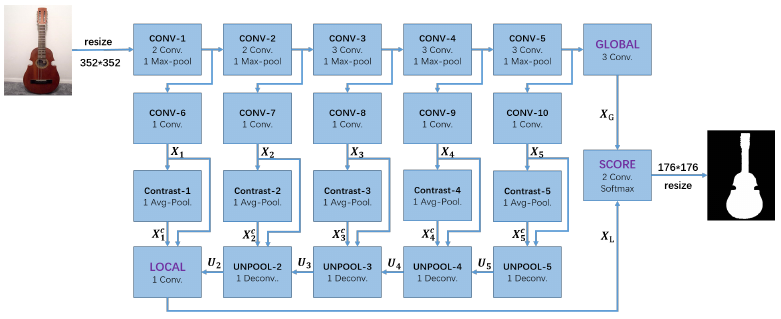 resize
352*352
CONV-1
2 Conv.
1 Max-pool
CONV-2
2 Conv.
1 Max-pool
CONV-3
3 Conv.
1 Max-pool
CONV-4
3 Conv.
1 Max-pool
CONV-5
3 Conv.
1 Max-pool
GLOBAL
3 Conv.
CONV-6
1 Conv.
CONV-7
1 Conv.
CONV-8
1 Conv.
CONV-9
1 Conv.
CONV-10
1 Conv.
X_G
X_1
X_2
X_3
X_4
X_5
SCORE
2 Conv.
Softmax
176*176
resize
Contrast-1
1 Avg-Pool.
Contrast-2
1 Avg-Pool.
Contrast-3
1 Avg-Pool.
Contrast-4
1 Avg-Pool.
Contrast-5
1 Avg-Pool.
X_1^c
X_2^c
X_3^c
X_4^c
X_5^c
X_L
LOCAL
1 Conv.
U_2
UNPOOL-2
1 Deconv..
U_3
UNPOOL-3
1 Deconv.
U_4
UNPOOL-4
1 Deconv.
U_5
UNPOOL-5
1 Deconv.